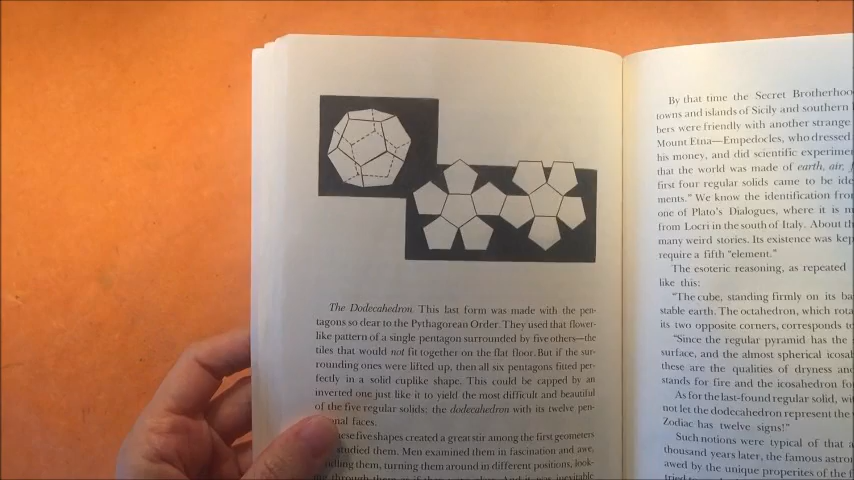 The Dodecahedron This last form was made with the pen-
tagons so dear to the Pythagorean Order. They used that flower-
like pattern of a single pentagon surrounded by five others—the
tiles that would not fit together on the flat floor. But if the sur-
rounding ones were lifted up, then all six pentagons fitted per-
fectly in a solid cuplike shape. This could be capped by an
inverted one just like it to yield the most difficult and beautiful
of the five regular solids; the dodecahedron with its twelve pen-
faces.
five shapes created a great stir among the first geometers
studied them. Men examined them in fascination and awe,
them, turning them around in different positions, look-
By that time the Secret
towns and islands of Sicily and southern
bers were friendly with another strange
Mount Etna—Empedocles, who dressed
his money, and did scientific
that the world was made of earth, air,
first four regular solids came to be
ments." We know the identification
one of Plato's Dialogues, where it is
from Locri in the south of Italy. About
many weird stories. Its existence was
require a fifth "element."
The esoteric reasoning, as repeated
like this:
"The cube, standing firmly on its
stable earth. The octahedron, which
its two opposite corners, corresponds
"Since the regular pyramid has the
surface, and the almost spherical
these are the qualities of dryness and
stands for fire and the icosahedron
As for the last-found regular solid,
not let the dodecahedron represent the
Zodiac has twelve signs!"
Such notions were typical of that
thousand years later, the famous
awed by the unique properites of the